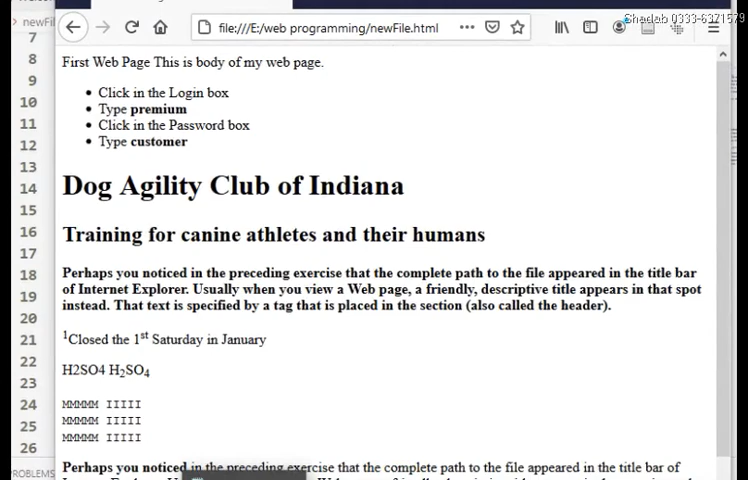 Shadab 0333-6371579
newFil
file:///E:/web programming/newFile.html
7
8
9
10
11
12
13
14
15
16
17
18
19
20
21
22
23
24
25
26
PROBLEMS
First Web Page This is body of my web page.
• Click in the Login box
• Type premium
• Click in the Password box
• Type customer
Dog Agility Club of Indiana
Training for canine athletes and their humans
Perhaps you noticed in the preceding exercise that the complete path to the file appeared in the title bar
of Internet Explorer. Usually when you view a Web page, a friendly, descriptive title appears in that spot
instead. That text is specified by a tag that is placed in the section (also called the header).
¹Closed the 1ˢᵗ Saturday in January
H2SO4 H₂SO₄
MMMMM IIIII
MMMMM IIIII
MMMMM IIIII
Perhaps you noticed in the preceding exercise that the complete path to the file appeared in the title bar of